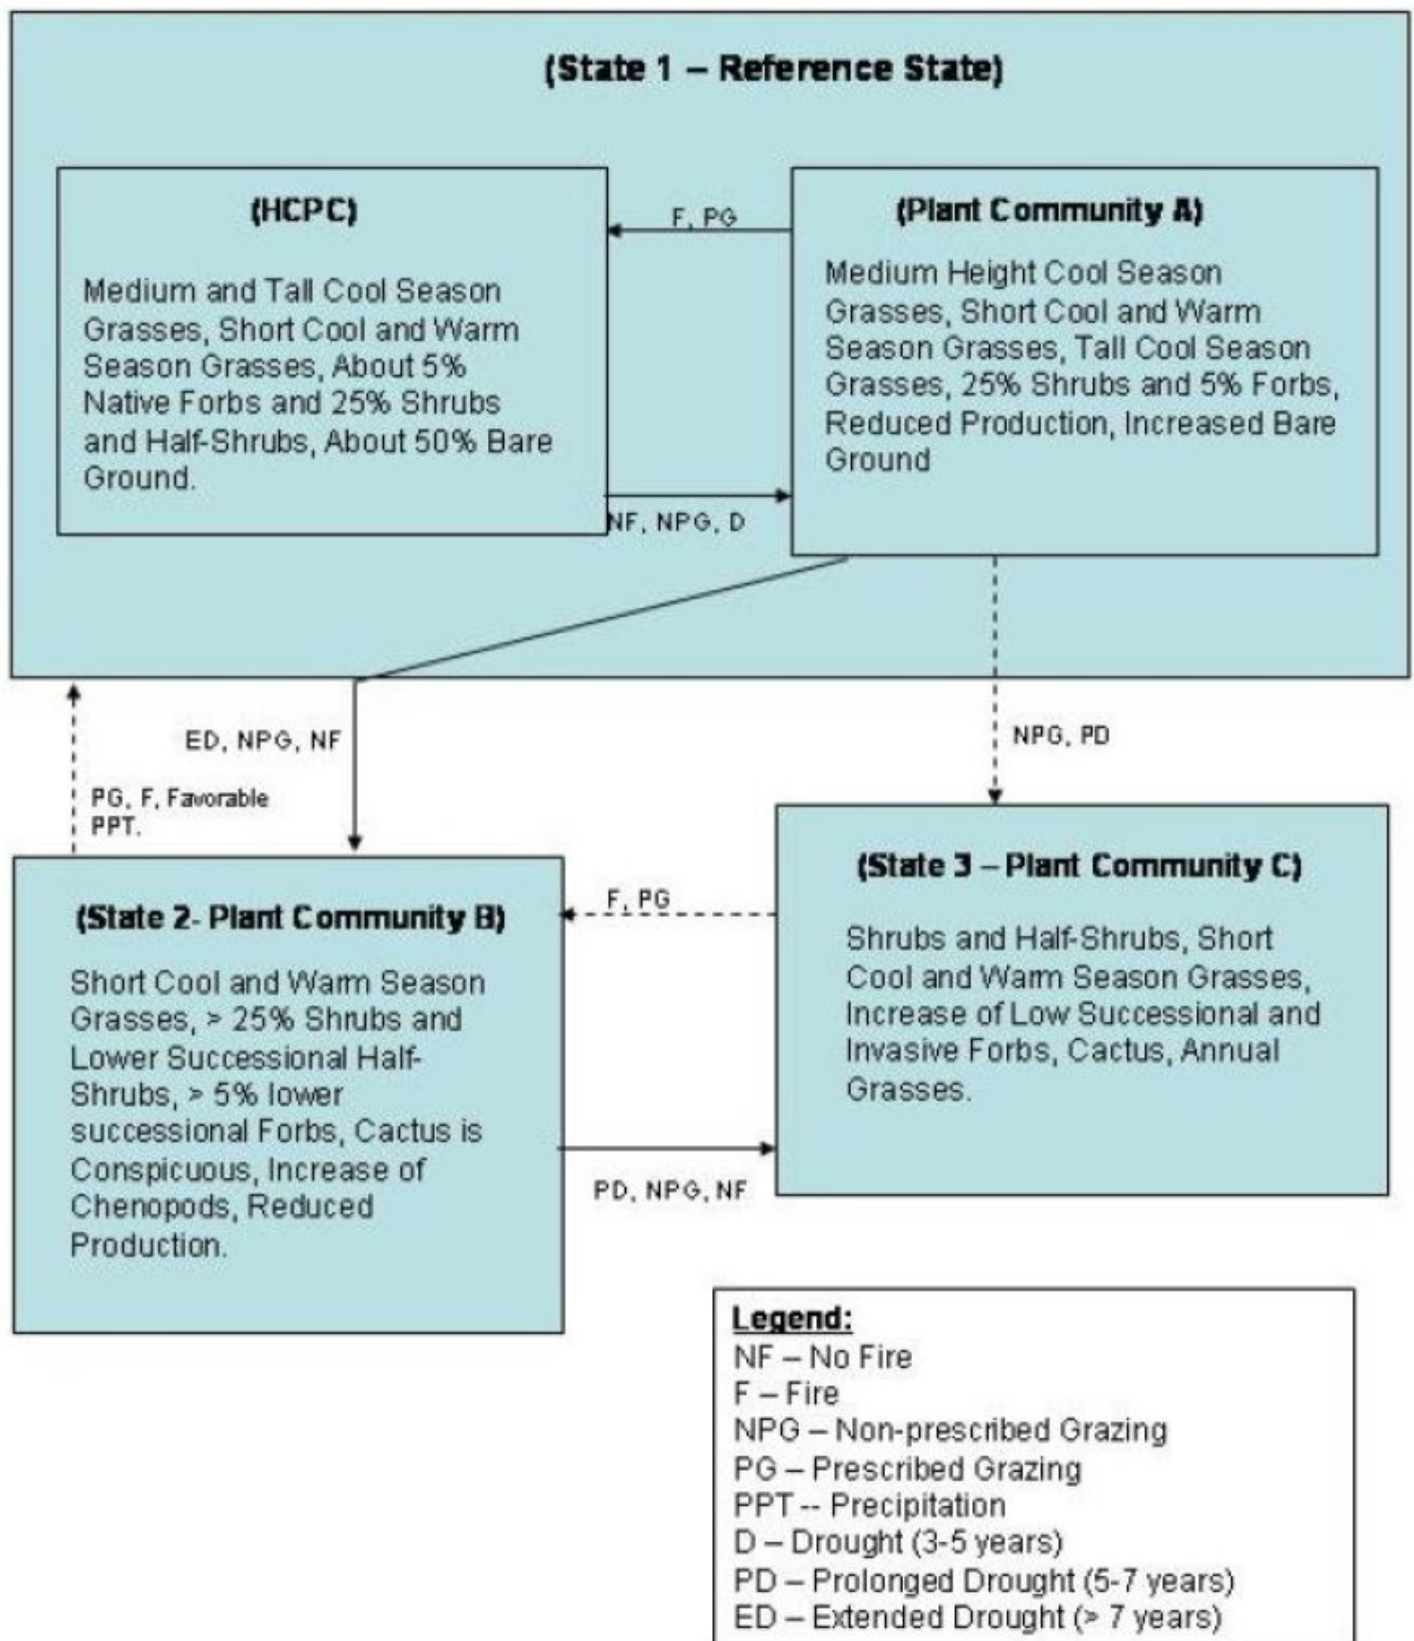 (State 1 – Reference State)
(HCPC)
Medium and Tall Cool Season
Grasses, Short Cool and Warm
Season Grasses, About 5%
Native Forbs and 25% Shrubs
and Half-Shrubs, About 50% Bare
Ground.
F, PG
NF, NPG, D
(Plant Community A)
Medium Height Cool Season
Grasses, Short Cool and Warm
Season Grasses, Tall Cool Season
Grasses, 25% Shrubs and 5% Forbs,
Reduced Production, Increased Bare
Ground
ED, NPG, NF
NPG, PD
PG, F, Favorable
PPT.
(State 2- Plant Community B)
Short Cool and Warm Season
Grasses, > 25% Shrubs and
Lower Successional Half-
Shrubs, > 5% lower
successional Forbs, Cactus is
Conspicuous, Increase of
Chenopods, Reduced
Production.
F, PG
PD, NPG, NF
(State 3 – Plant Community C)
Shrubs and Half-Shrubs, Short
Cool and Warm Season Grasses,
Increase of Low Successional and
Invasive Forbs, Cactus, Annual
Grasses.
Legend:
NF – No Fire
F – Fire
NPG – Non-prescribed Grazing
PG – Prescribed Grazing
PPT -- Precipitation
D – Drought (3-5 years)
PD – Prolonged Drought (5-7 years)
ED – Extended Drought (> 7 years)